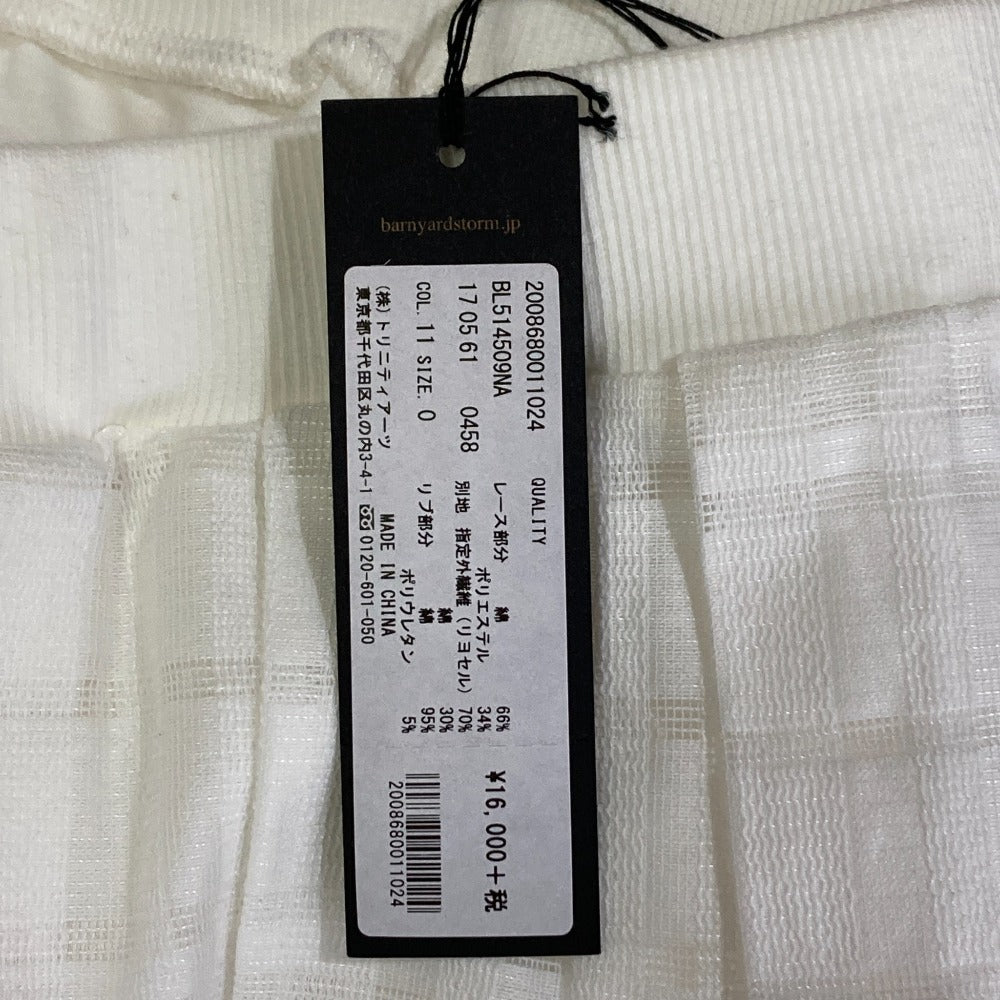 barnyardstorm.jp
2008680011024
BL514509NA
17 05 61 0458
COL. 11 SIZE. 0
(株)トリニティアーツ
東京都千代田区丸の内3-4-1 0120-601-050
QUALITY
レース部分 綿 66%
ポリエステル 34%
別地 指定外繊維(リヨセル) 70%
綿 30%
リブ部分 綿 95%
ポリウレタン 5%
MADE IN CHINA
¥16,000+税
2008680011024